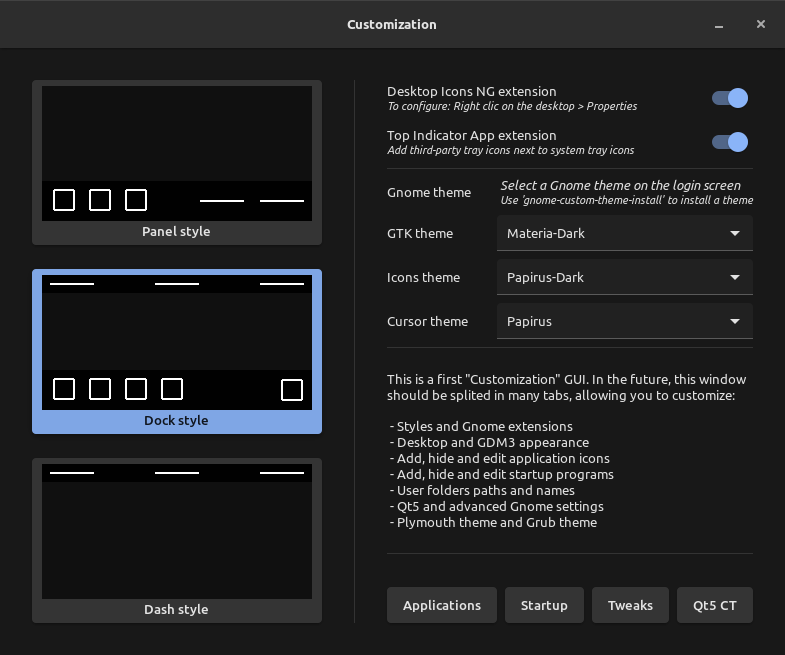 Customization
Panel style
Dock style
Dash style
Desktop Icons NG extension
To configure: Right clic on the desktop > Properties
Top Indicator App extension
Add third-party tray icons next to system tray icons
Gnome theme
Select a Gnome theme on the login screen
Use 'gnome-custom-theme-install' to install a theme
GTK theme
Materia-Dark
Icons theme
Papirus-Dark
Cursor theme
Papirus
This is a first "Customization" GUI. In the future, this window
should be splited in many tabs, allowing you to customize:
- Styles and Gnome extensions
- Desktop and GDM3 appearance
- Add, hide and edit application icons
- Add, hide and edit startup programs
- User folders paths and names
- Qt5 and advanced Gnome settings
- Plymouth theme and Grub theme
Applications
Startup
Tweaks
Qt5 CT